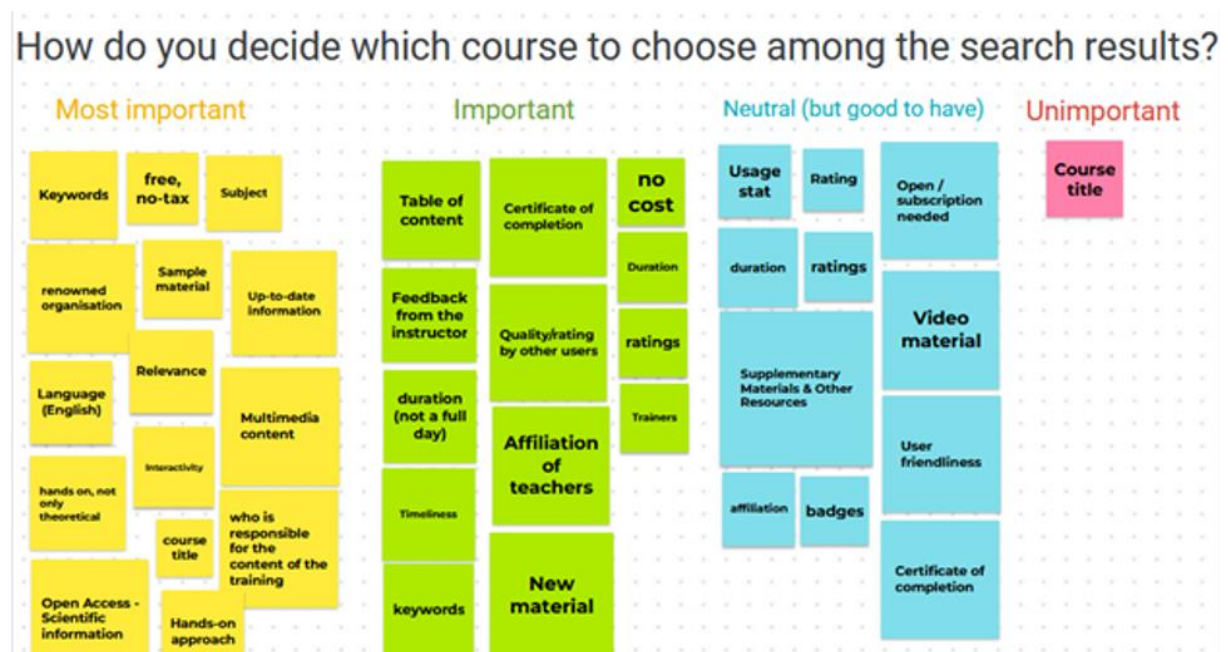 How do you decide which course to choose among the search results?
Most important
Keywords
free,
no-tax
Subject
renowned
organisation
Sample
material
Up-to-date
information
Relevance
Language
(English)
Multimedia
content
Interactivity
hands on, not
only
theoretical
course
title
who is
responsible
for the
content of the
training
Open Access -
Scientific
information
Hands-on
approach
Important
Table of
content
Certificate of
completion
no
cost
Duration
Feedback
from the
instructor
Quality/rating
by other users
ratings
duration
(not a full
day)
Affiliation
of
teachers
Trainers
Timeliness
New
material
keywords
Neutral (but good to have)
Usage
stat
Rating
Open /
subscription
needed
duration
ratings
Video
material
Supplementary
Materials & Other
Resources
User
friendliness
affiliation
badges
Certificate of
completion
Unimportant
Course
title